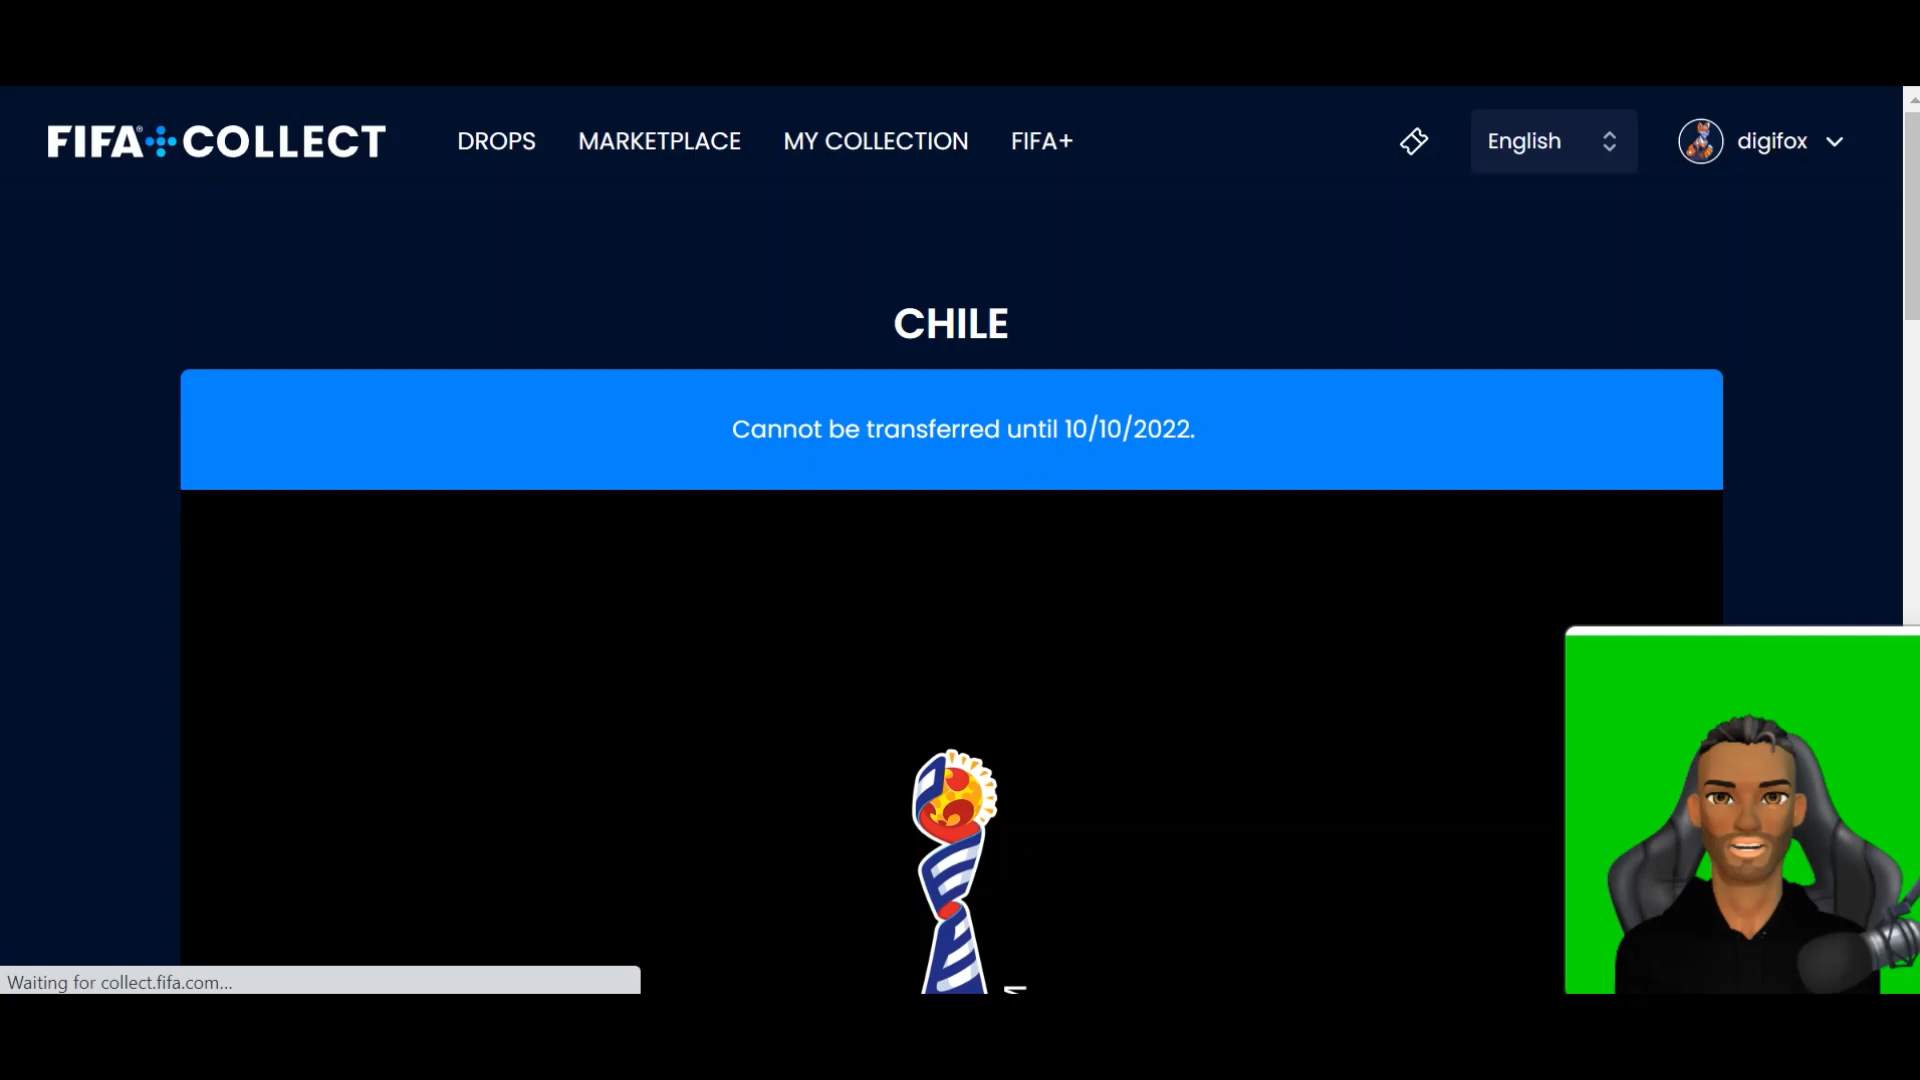 FIFA+COLLECT
DROPS
MARKETPLACE
MY COLLECTION
FIFA+
English
digifox
CHILE
Cannot be transferred until 10/10/2022.
Waiting for collect.fifa.com...